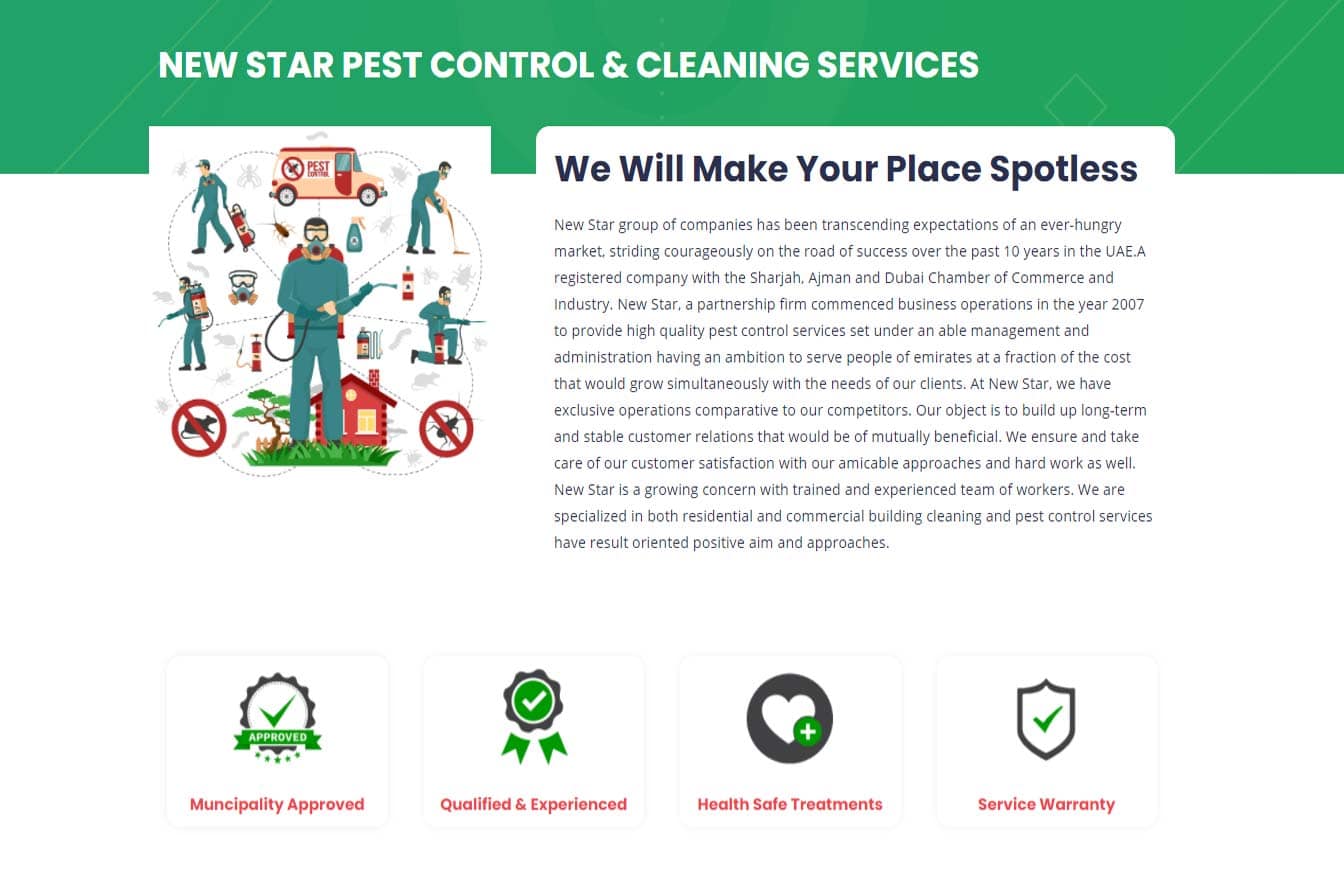 NEW STAR PEST CONTROL & CLEANING SERVICES
PEST
CONTROL
We Will Make Your Place Spotless
New Star group of companies has been transcending expectations of an ever-hungry
market, striding courageously on the road of success over the past 10 years in the UAE.A
registered company with the Sharjah, Ajman and Dubai Chamber of Commerce and
Industry. New Star, a partnership firm commenced business operations in the year 2007
to provide high quality pest control services set under an able management and
administration having an ambition to serve people of emirates at a fraction of the cost
that would grow simultaneously with the needs of our clients. At New Star, we have
exclusive operations comparative to our competitors. Our object is to build up long-term
and stable customer relations that would be of mutually beneficial. We ensure and take
care of our customer satisfaction with our amicable approaches and hard work as well.
New Star is a growing concern with trained and experienced team of workers. We are
specialized in both residential and commercial building cleaning and pest control services
have result oriented positive aim and approaches.
APPROVED
Muncipality Approved
Qualified & Experienced
Health Safe Treatments
Service Warranty